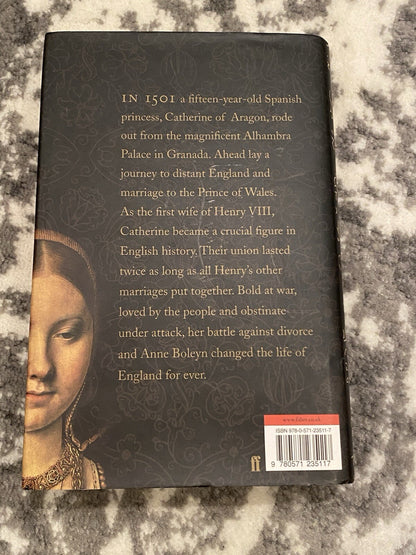 IN 1501 a fifteen-year-old Spanish
princess, Catherine of Aragon, rode
out from the magnificent Alhambra
Palace in Granada. Ahead lay a
journey to distant England and
marriage to the Prince of Wales.
As the first wife of Henry VIII,
Catherine became a crucial figure in
English history. Their union lasted
twice as long as all Henry's other
marriages put together. Bold at war,
loved by the people and obstinate
under attack, her battle against divorce
and Anne Boleyn changed the life of
England for ever.
www.faber.co.uk
ISBN 978-0-571-23511-7
ff
9 780571 235117